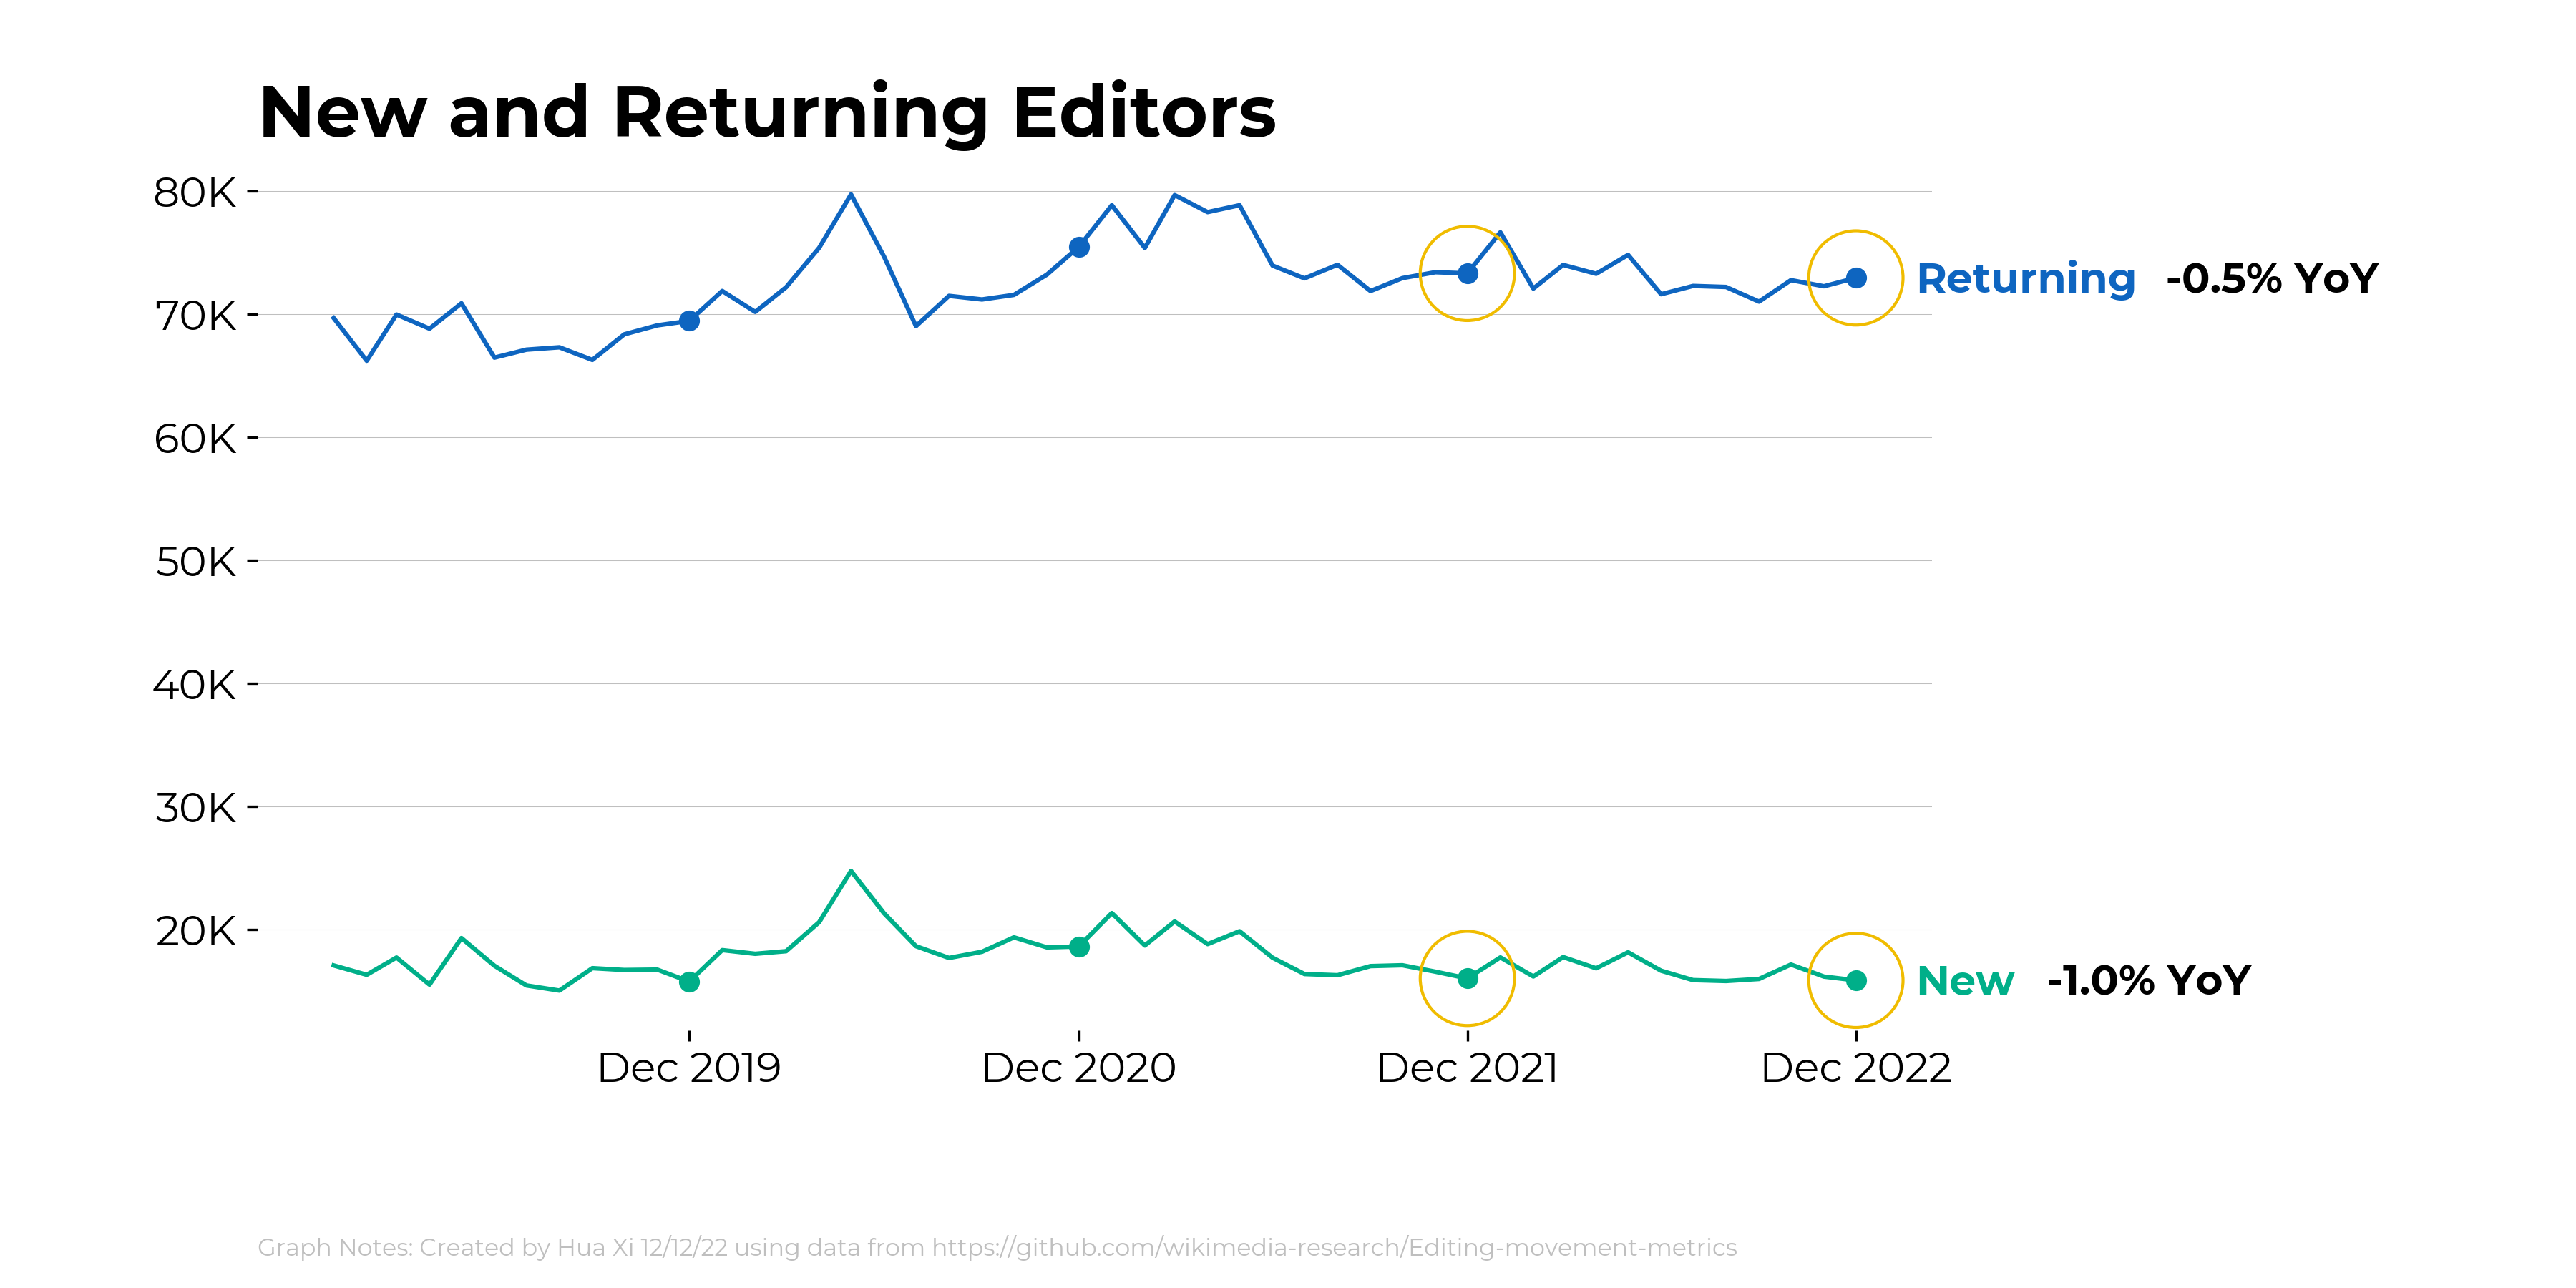 New and Returning Editors
80K
70K
60K
50K
40K
30K
20K
Returning -0.5% YoY
New -1.0% YoY
Dec 2019 Dec 2020 Dec 2021 Dec 2022
Graph Notes: Created by Hua Xi 12/12/22 using data from https://github.com/wikimedia-research/Editing-movement-metrics